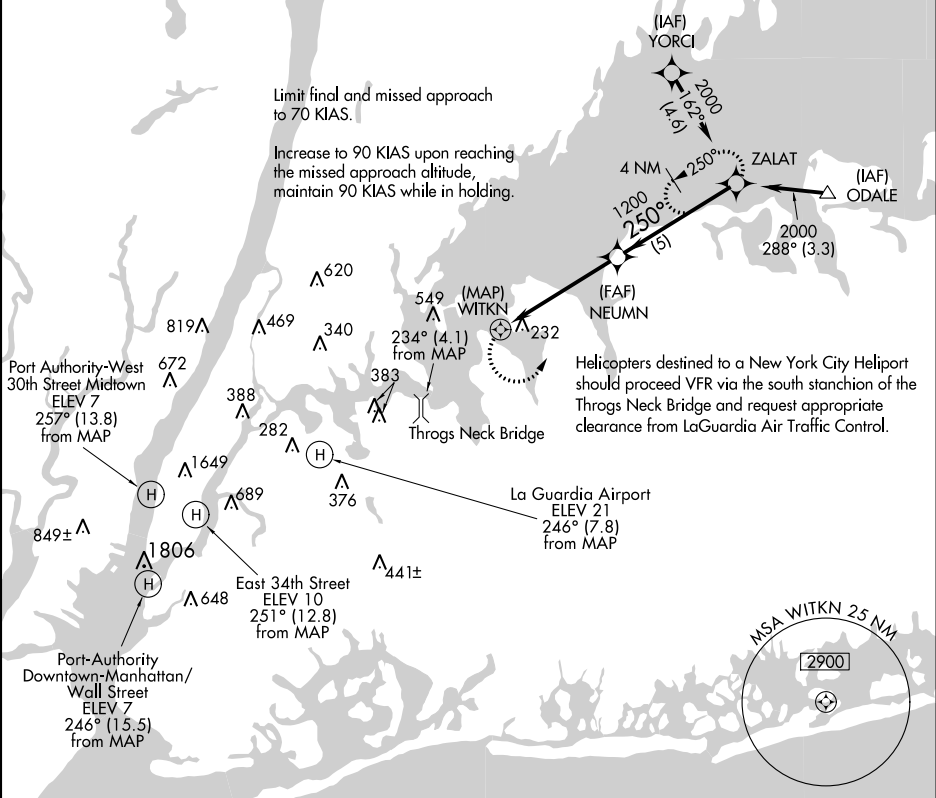 (IAF)
YORCI
2000
162°
(4.6)
Limit final and missed approach
to 70 KIAS.
Increase to 90 KIAS upon reaching
the missed approach altitude,
maintain 90 KIAS while in holding.
4 NM
250°
ZALAT
(IAF)
ODALE
2000
288° (3.3)
1200
250°
(5)
(FAF)
NEUMN
(MAP)
WITKN
232
620
549
819
469
340
234° (4.1)
from MAP
672
383
388
282
Throgs Neck Bridge
Helicopters destined to a New York City Heliport
should proceed VFR via the south stanchion of the
Throgs Neck Bridge and request appropriate
clearance from LaGuardia Air Traffic Control.
Port Authority-West
30th Street Midtown
ELEV 7
257° (13.8)
from MAP
H
1649
376
La Guardia Airport
ELEV 21
246° (7.8)
from MAP
H
689
H
849±
1806
H
441±
648
East 34th Street
ELEV 10
251° (12.8)
from MAP
Port-Authority
Downtown-Manhattan/
Wall Street
ELEV 7
246° (15.5)
from MAP
MSA WITKN 25 NM
2900